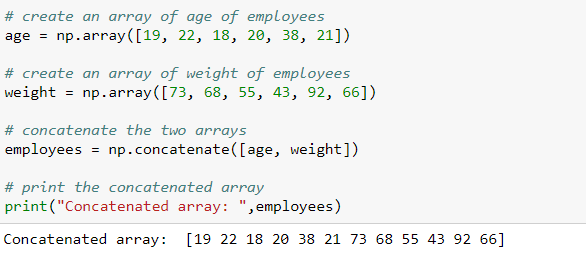 # create an array of age of employees
age = np.array([19, 22, 18, 20, 38, 21])
# create an array of weight of employees
weight = np.array([73, 68, 55, 43, 92, 66])
# concatenate the two arrays
employees = np.concatenate([age, weight])
# print the concatenated array
print("Concatenated array: ",employees)
Concatenated array:  [19 22 18 20 38 21 73 68 55 43 92 66]